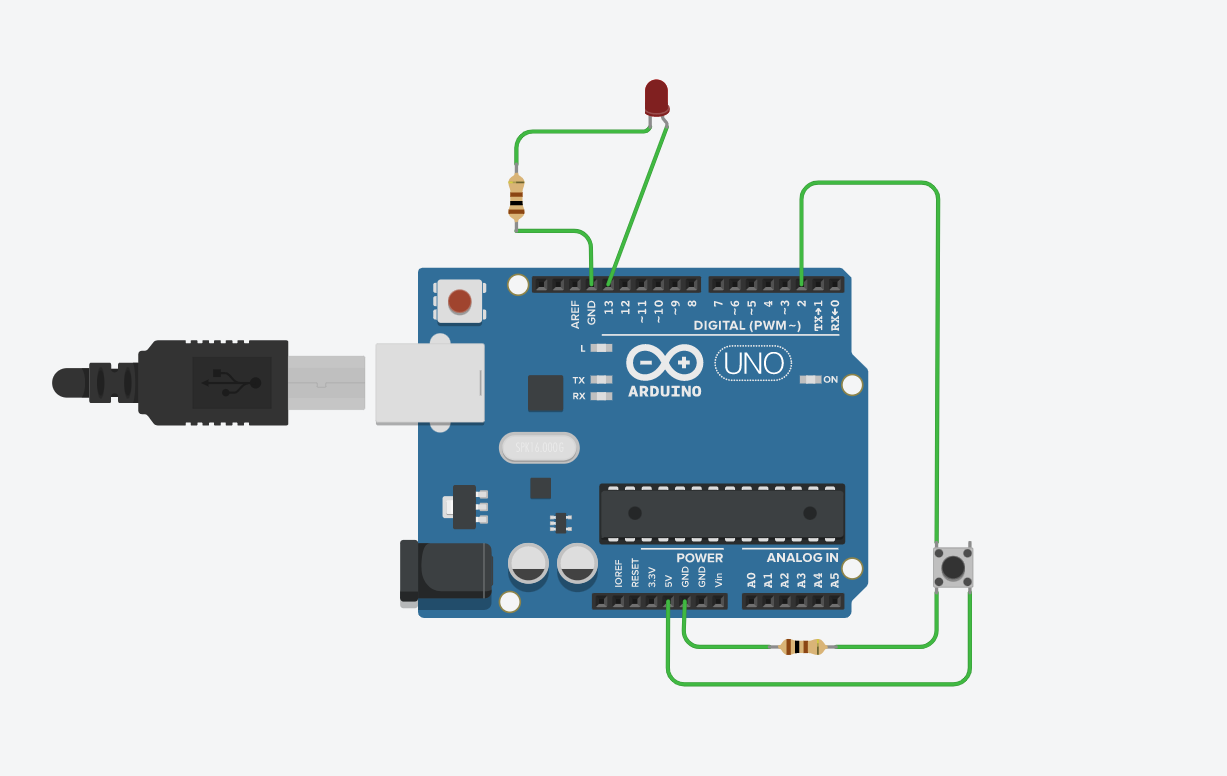 AREF
GND
13
12
~11
~10
~9
8
7
~6
~5
4
~3
2
TX→1
RX←0
DIGITAL (PWM~)
L
TX
RX
ARDUINO
UNO
ON
SPK16.000G
POWER
ANALOG IN
IOREF
RESET
3.3V
5V
GND
GND
Vin
A0
A1
A2
A3
A4
A5